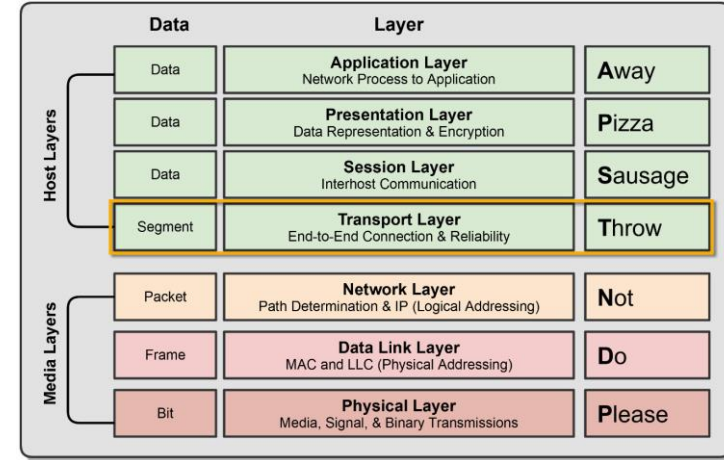 Data Layer
Host Layers
Data
Application Layer
Network Process to Application
Away
Data
Presentation Layer
Data Representation & Encryption
Pizza
Data
Session Layer
Interhost Communication
Sausage
Segment
Transport Layer
End-to-End Connection & Reliability
Throw
Media Layers
Packet
Network Layer
Path Determination & IP (Logical Addressing)
Not
Frame
Data Link Layer
MAC and LLC (Physical Addressing)
Do
Bit
Physical Layer
Media, Signal, & Binary Transmissions
Please